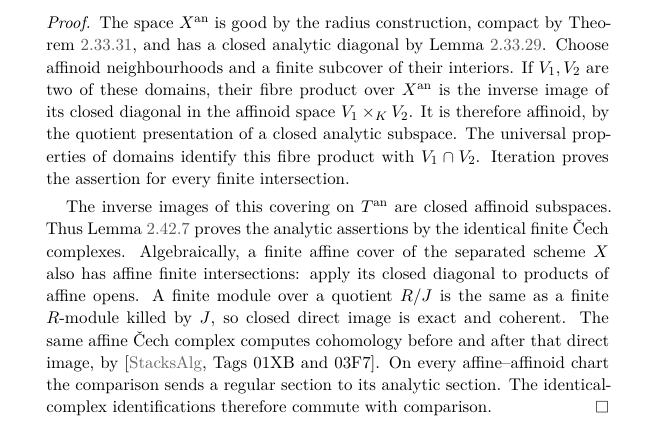 Proof. The space Xᵃⁿ is good by the radius construction, compact by Theo-
rem 2.33.31, and has a closed analytic diagonal by Lemma 2.33.29. Choose
affinoid neighbourhoods and a finite subcover of their interiors. If V₁, V₂ are
two of these domains, their fibre product over Xᵃⁿ is the inverse image of
its closed diagonal in the affinoid space V₁ ×_K V₂. It is therefore affinoid, by
the quotient presentation of a closed analytic subspace. The universal prop-
erties of domains identify this fibre product with V₁ ∩ V₂. Iteration proves
the assertion for every finite intersection.
The inverse images of this covering on Tᵃⁿ are closed affinoid subspaces.
Thus Lemma 2.42.7 proves the analytic assertions by the identical finite Čech
complexes. Algebraically, a finite affine cover of the separated scheme X
also has affine finite intersections: apply its closed diagonal to products of
affine opens. A finite module over a quotient R/J is the same as a finite
R-module killed by J, so closed direct image is exact and coherent. The
same affine Čech complex computes cohomology before and after that direct
image, by [StacksAlg, Tags 01XB and 03F7]. On every affine–affinoid chart
the comparison sends a regular section to its analytic section. The identical-
complex identifications therefore commute with comparison. □